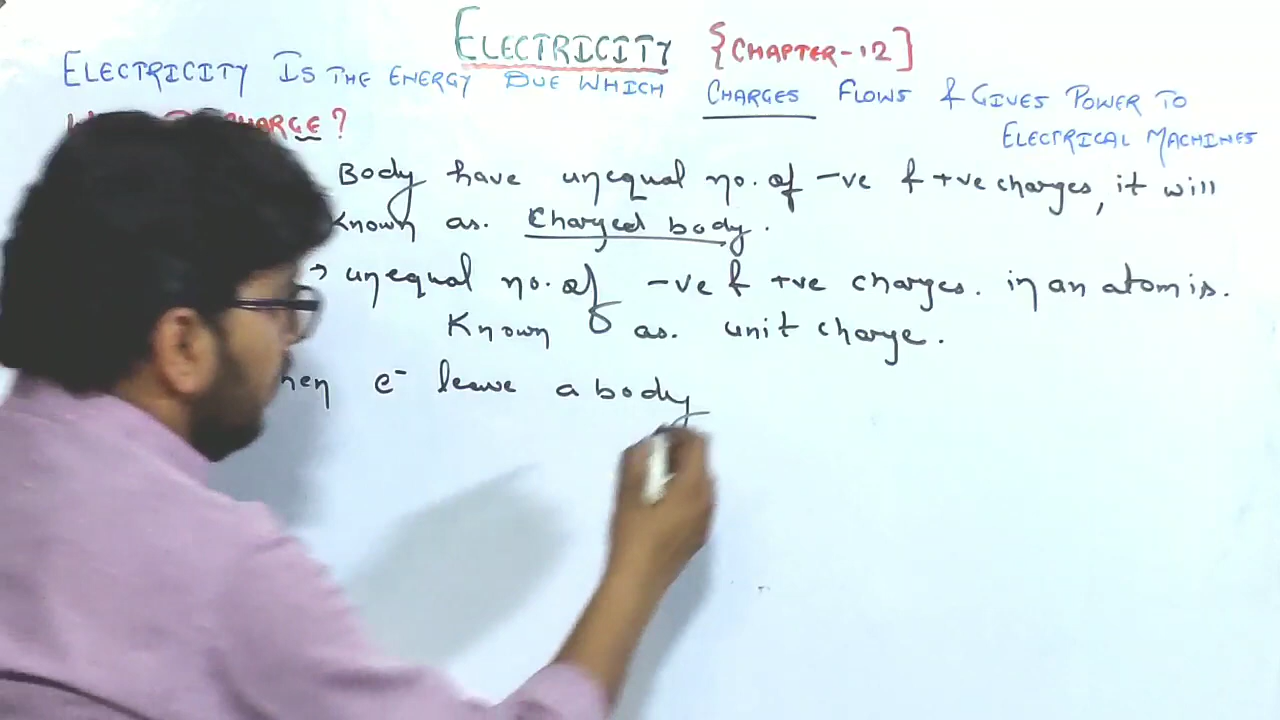 ELECTRICITY {CHAPTER-12]
ELECTRICITY IS THE ENERGY DUE WHICH CHARGES FLOWS & GIVES POWER TO
ELECTRICAL MACHINES
CHARGE?
Body have unequal no. of -ve & +ve charges, it will
Known as. Charged body.
→ unequal no. of -ve & +ve charges. in an atom is.
Known as. unit charge.
e⁻ leave a body